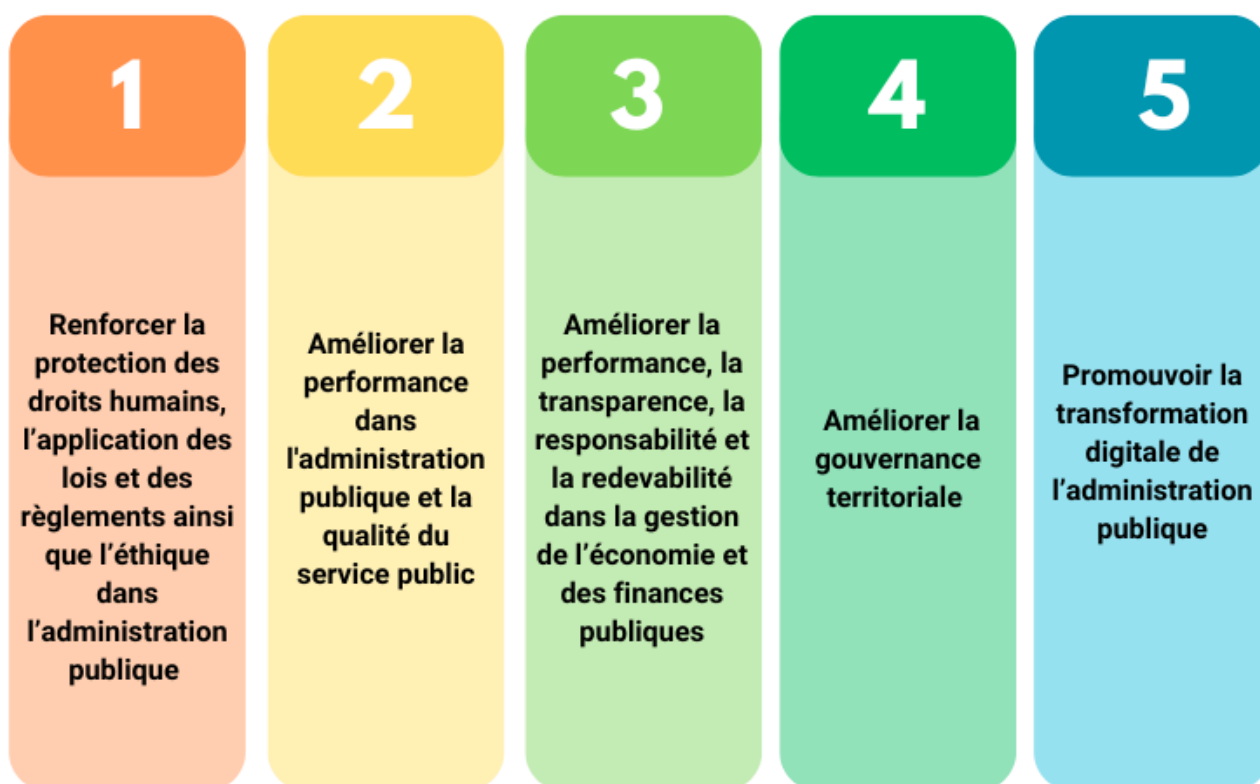 1
Renforcer la
protection des
droits humains,
l’application des
lois et des
règlements ainsi
que l’éthique
dans
l’administration
publique
2
Améliorer la
performance
dans
l'administration
publique et la
qualité du
service public
3
Améliorer la
performance, la
transparence, la
responsabilité et
la redevabilité
dans la gestion
de l’économie et
des finances
publiques
4
Améliorer la
gouvernance
territoriale
5
Promouvoir la
transformation
digitale de
l’administration
publique